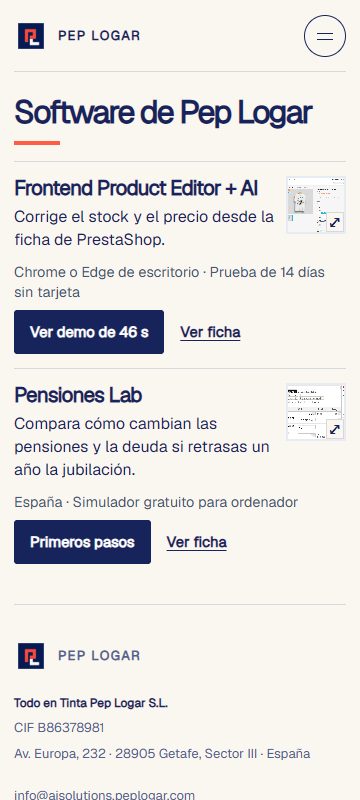 PEP LOGAR
Software de Pep Logar
Frontend Product Editor + AI
Corrige el stock y el precio desde la
ficha de PrestaShop.
Chrome o Edge de escritorio · Prueba de 14 días
sin tarjeta
Ver demo de 46 s
Ver ficha
Pensiones Lab
Compara cómo cambian las
pensiones y la deuda si retrasas un
año la jubilación.
España · Simulador gratuito para ordenador
Primeros pasos
Ver ficha
PEP LOGAR
Todo en Tinta Pep Logar S.L.
CIF B86378981
Av. Europa, 232 · 28905 Getafe, Sector III · España
info@aisolutions.peplogar.com